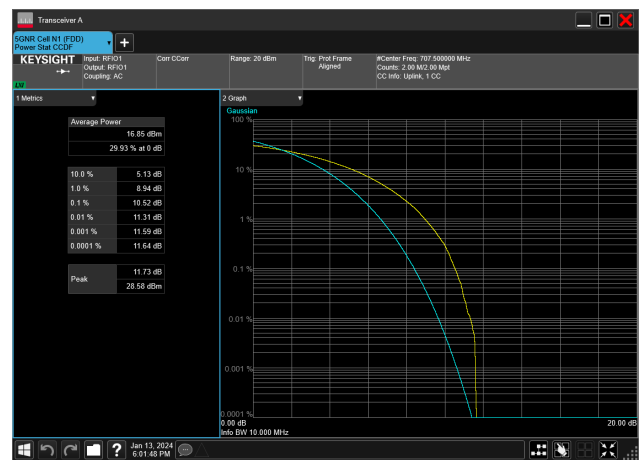 Transceiver A
5GNR Cell N1 (FDD)
Power Stat CCDF
KEYSIGHT
Input: RFIO1
Output: RFIO1
Coupling: AC
Corr CCorr
Range: 20 dBm
Trig: Prot Frame
Aligned
#Center Freq: 707.500000 MHz
Counts: 2.00 M/2.00 Mpt
CC Info: Uplink, 1 CC
1 Metrics
Average Power
16.85 dBm
29.93 % at 0 dB
10.0 % 5.13 dB
1.0 % 8.94 dB
0.1 % 10.52 dB
0.01 % 11.31 dB
0.001 % 11.59 dB
0.0001 % 11.64 dB
Peak
11.73 dB
28.58 dBm
2 Graph
Gaussian
100 %
10 %
1 %
0.1 %
0.01 %
0.001 %
0.0001 %
0.00 dB
20.00 dB
Info BW 10.000 MHz
?
Jan 13, 2024
6:01:48 PM